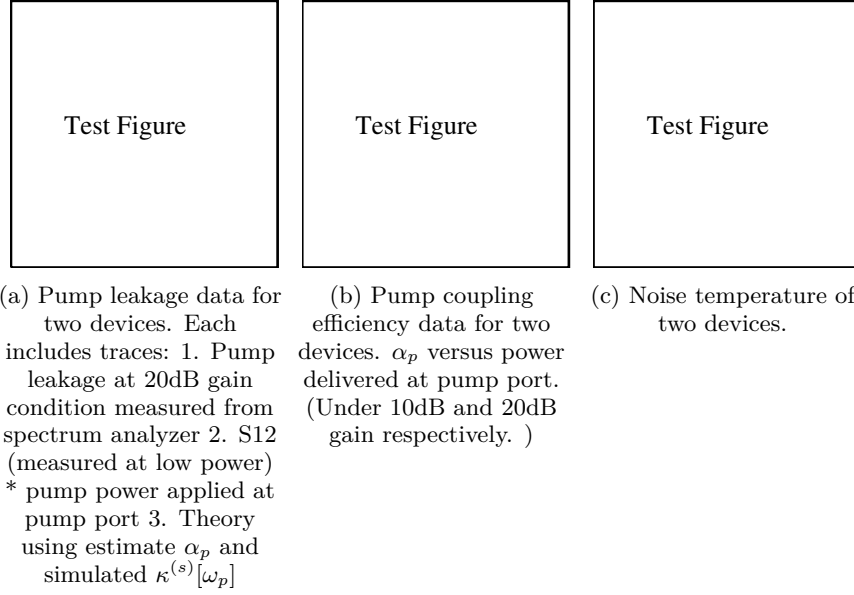 Test Figure
Test Figure
Test Figure
(a) Pump leakage data for
two devices. Each
includes traces: 1. Pump
leakage at 20dB gain
condition measured from
spectrum analyzer 2. S12
(measured at low power)
* pump power applied at
pump port 3. Theory
using estimate α_p and
simulated κ^{(s)}[ω_p]
(b) Pump coupling
efficiency data for two
devices. α_p versus power
delivered at pump port.
(Under 10dB and 20dB
gain respectively. )
(c) Noise temperature of
two devices.